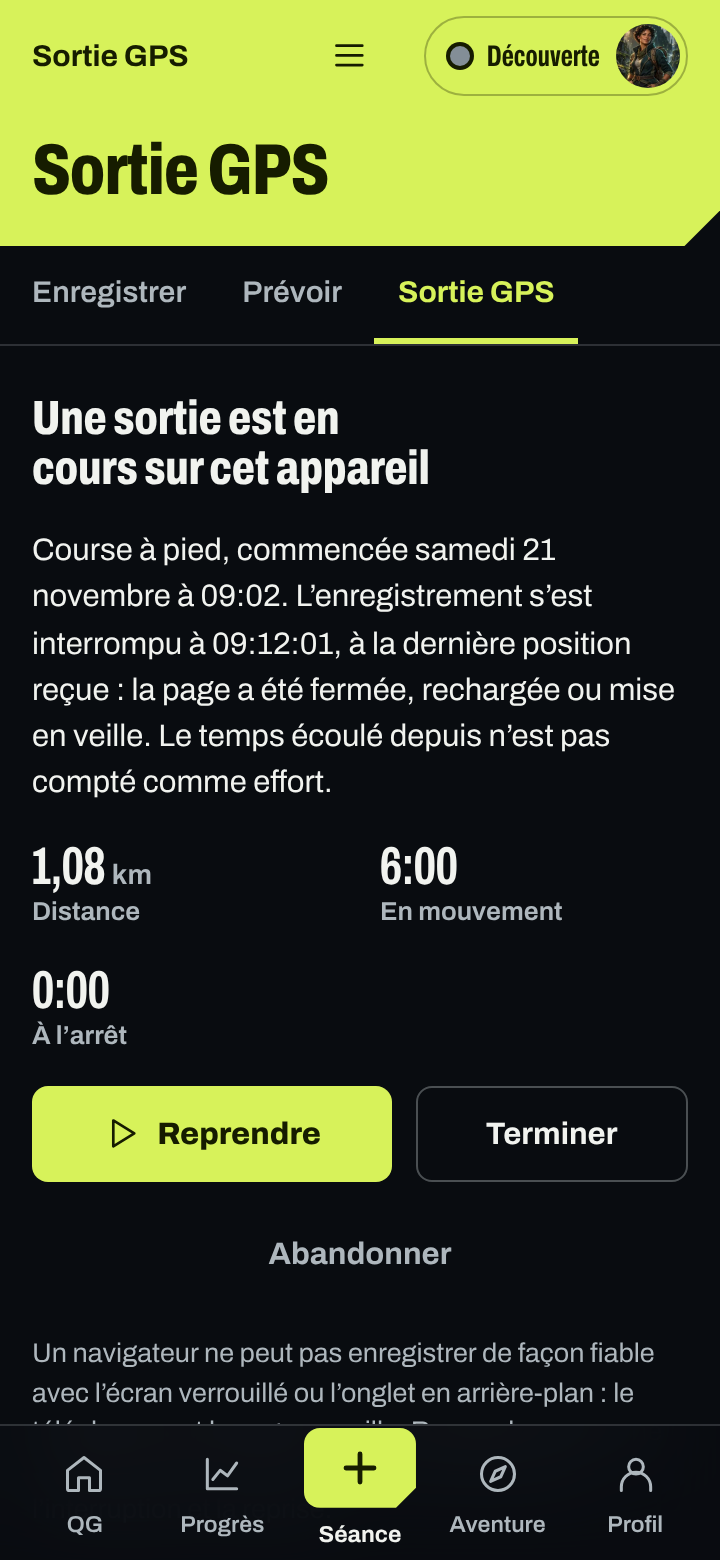 Sortie GPS
Découverte
Sortie GPS
Enregistrer Prévoir Sortie GPS
Une sortie est en
cours sur cet appareil
Course à pied, commencée samedi 21
novembre à 09:02. L’enregistrement s’est
interrompu à 09:12:01, à la dernière position
reçue : la page a été fermée, rechargée ou mise
en veille. Le temps écoulé depuis n’est pas
compté comme effort.
1,08 km
Distance
6:00
En mouvement
0:00
À l’arrêt
Reprendre
Terminer
Abandonner
Un navigateur ne peut pas enregistrer de façon fiable
avec l’écran verrouillé ou l’onglet en arrière-plan : le
QG Progrès Séance Aventure Profil